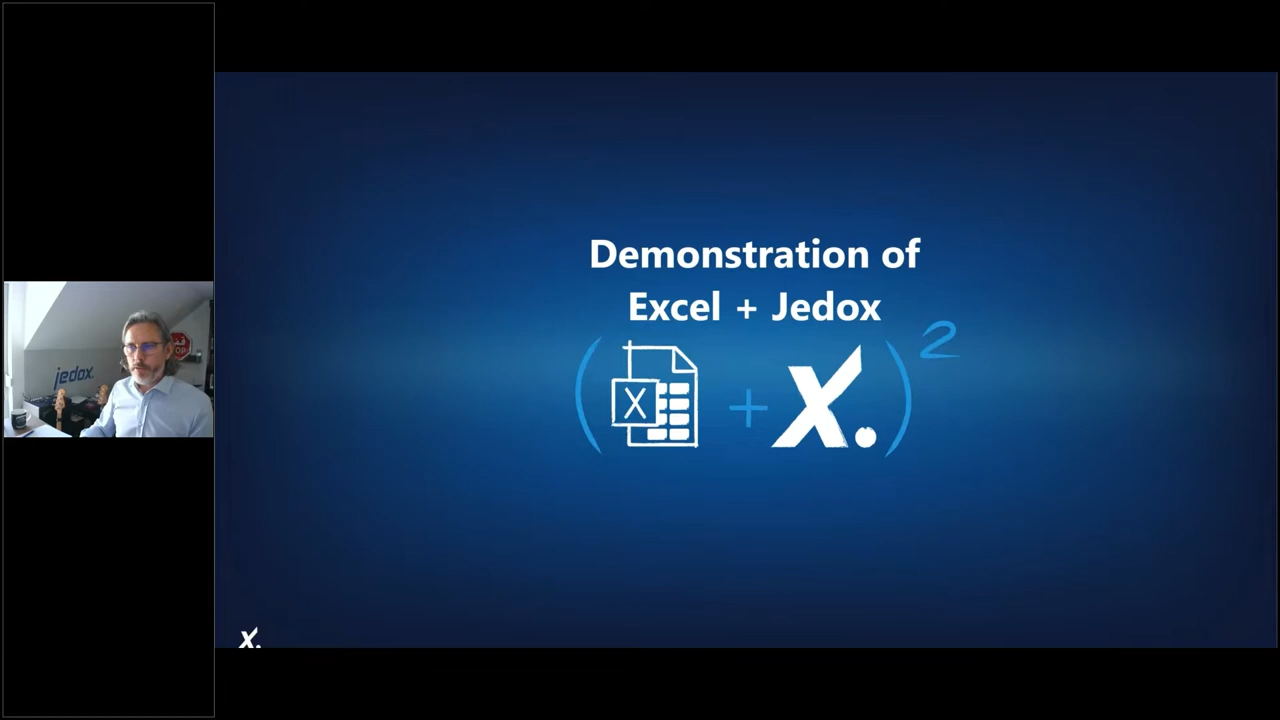 Demonstration of
Excel + Jedox
( X + X. ) 2
jedox.
X.